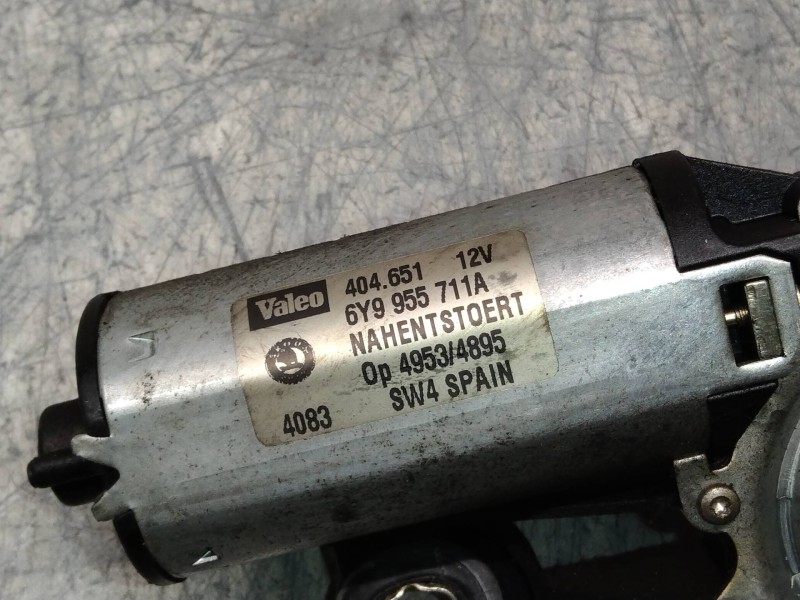 Valeo 404.651 12V
6Y9 955 711A
NAHENTSTOERT
Op 4953/4895
4083 SW4 SPAIN